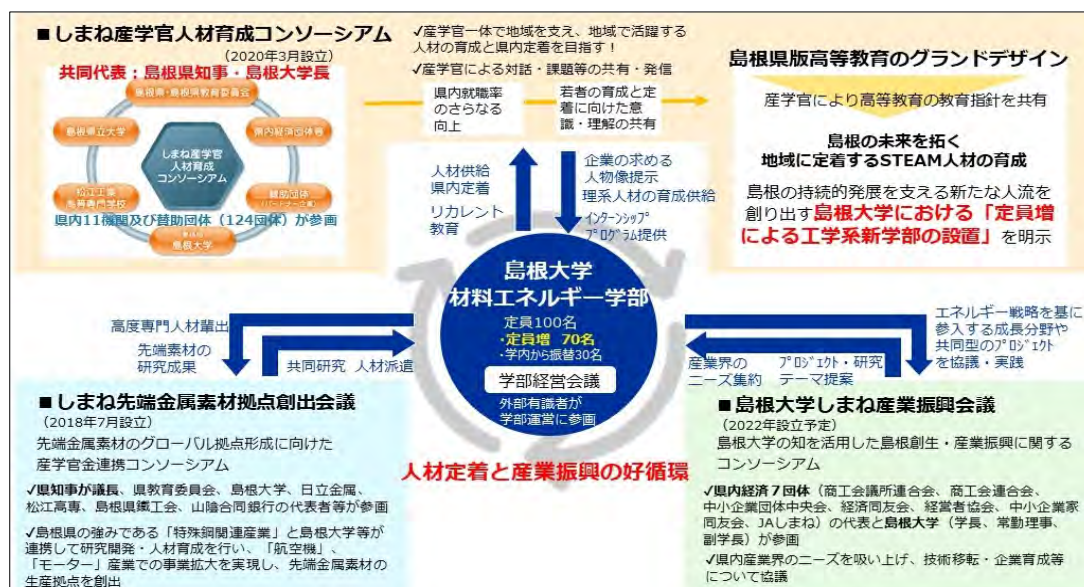 ■しまね産学官人材育成コンソーシアム
(2020年3月設立)
共同代表:島根県知事・島根大学長
島根県・島根県教育委員会
島根県立大学
県内経済団体等
しまね産学官
人材育成
コンソーシアム
松江工業
高等専門学校
賛助団体
県内11機関及び賛助団体(124団体)が参画
島根大学
✓産学官一体で地域を支え、地域で活躍する
人材の育成と県内定着を目指す!
✓産学官による対話・課題等の共有・発信
県内就職率
のさらなる
向上
若者の育成と定
着に向けた意
識・理解の共有
島根県版高等教育のグランドデザイン
産学官により高等教育の教育指針を共有
島根の未来を拓く
地域に定着するSTEAM人材の育成
島根の持続的発展を支える新たな人流を
創り出す島根大学における「定員増
による工学系新学部の設置」を明示
人材供給
県内定着
リカレント
教育
企業の求める
人物像提示
理系人材の育成供給
インターンシップ
プログラム提供
島根大学
材料エネルギー学部
定員100名
・定員増 70名
・学内から振替30名
学部経営会議
外部有識者が
学部運営に参画
人材定着と産業振興の好循環
高度専門人材輩出
先端素材の
研究成果
共同研究 人材派遣
産業界の
ニーズ集約
プロジェクト・研究
テーマ提案
エネルギー戦略を基に
参入する成長分野や
共同型のプロジェクト
を協議・実践
■しまね先端金属素材拠点創出会議
(2018年7月設立)
先端金属素材のグローバル拠点形成に向けた
産学官金連携コンソーシアム
✓県知事が議長、県教育委員会、島根大学、日立金属、
松江高専、島根県鐵工会、山陰合同銀行の代表者等が参画
✓島根県の強みである「特殊鋼関連産業」と島根大学等が
連携して研究開発・人材育成を行い、「航空機」、
「モーター」産業での事業拡大を実現し、先端金属素材の
生産拠点を創出
■島根大学しまね産業振興会議
(2022年設立予定)
島根大学の知を活用した島根創生・産業振興に関する
コンソーシアム
✓県内経済7団体(商工会議所連合会、商工会連合会、
中小企業団体中央会、経済同友会、経営者協会、中小企業家
同友会、JAしまね)の代表と島根大学(学長、常勤理事、
副学長)が参画
✓県内産業界のニーズを吸い上げ、技術移転・企業育成等
について協議